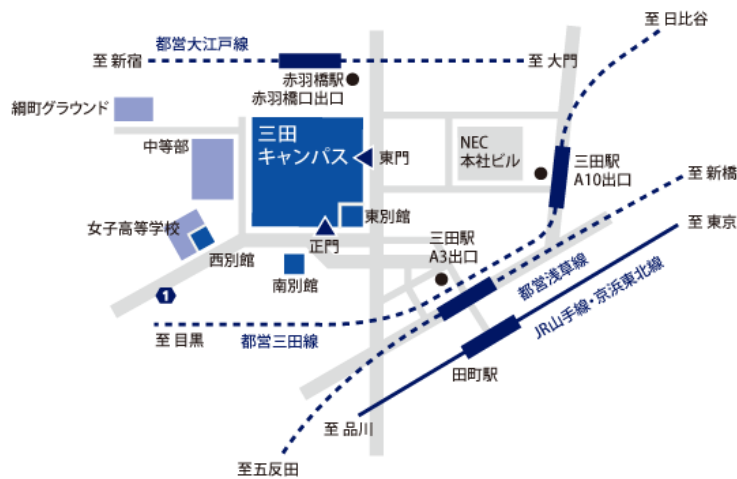 至 日比谷
都営大江戸線
至 新宿
至 大門
赤羽橋駅
赤羽橋口出口
綱町グラウンド
三田
キャンパス
中等部
東門
NEC
本社ビル
三田駅
A10出口
至 新橋
東別館
至 東京
女子高等学校
正門
三田駅
A3出口
西別館
南別館
都営浅草線
1
JR山手線・京浜東北線
至 目黒
都営三田線
田町駅
至 品川
至五反田